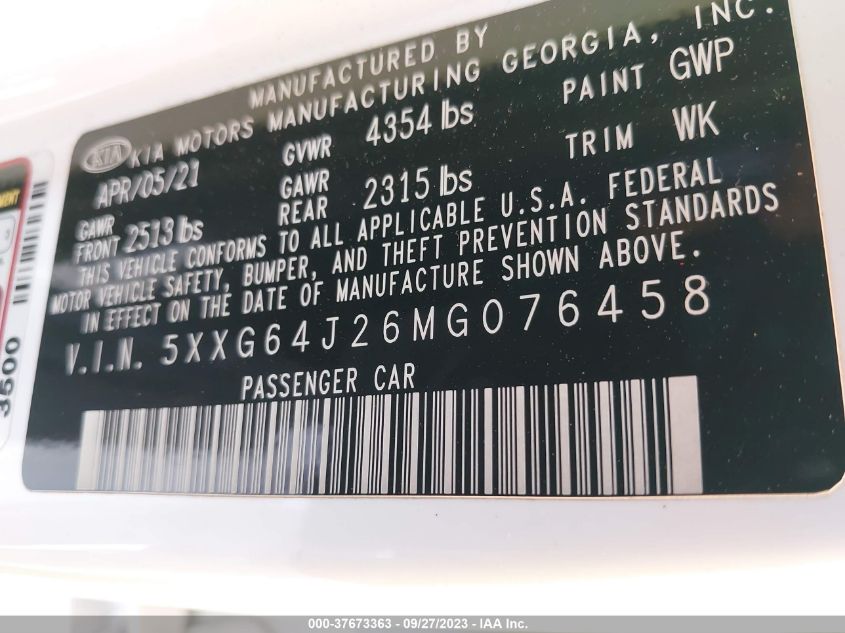 MANUFACTURED BY
KIA KIA MOTORS MANUFACTURING GEORGIA, INC.
APR/05/21 GVWR 4354 lbs PAINT GWP
GAWR FRONT 2513 lbs GAWR REAR 2315 lbs TRIM WK
THIS VEHICLE CONFORMS TO ALL APPLICABLE U.S.A. FEDERAL
MOTOR VEHICLE SAFETY, BUMPER, AND THEFT PREVENTION STANDARDS
IN EFFECT ON THE DATE OF MANUFACTURE SHOWN ABOVE.
V.I.N. 5XXG64J26MG076458
PASSENGER CAR
3500
000-37673363 - 09/27/2023 - IAA Inc.